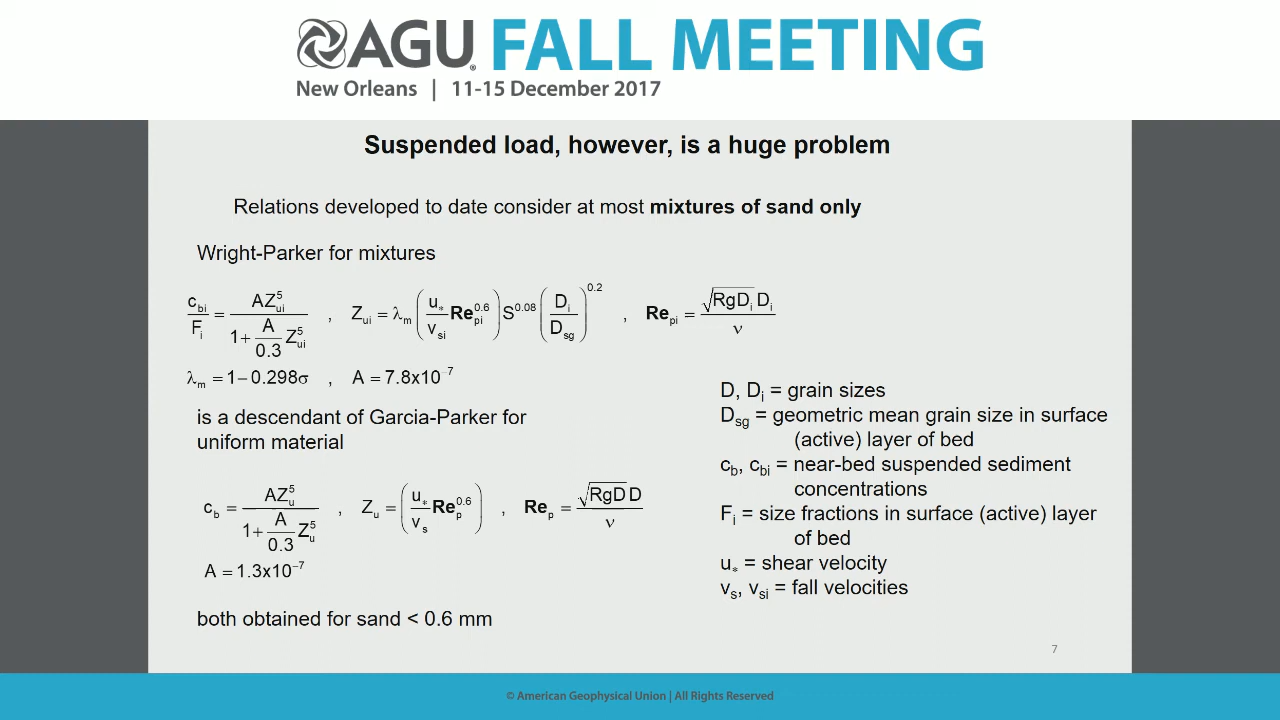 AGU FALL MEETING
New Orleans | 11-15 December 2017
Suspended load, however, is a huge problem
Relations developed to date consider at most mixtures of sand only
Wright-Parker for mixtures
c_bi / F_i = AZ_ui^5 / (1 + (A / 0.3) Z_ui^5) , Z_ui = λ_m (u_* / v_si Re_pi^0.6) S^0.08 (D_i / D_sg)^0.2 , Re_pi = √(RgD_i) D_i / ν
λ_m = 1 – 0.298σ , A = 7.8x10^–7
is a descendant of Garcia-Parker for
uniform material
c_b = AZ_u^5 / (1 + (A / 0.3) Z_u^5) , Z_u = (u_* / v_s Re_p^0.6) , Re_p = √(RgD) D / ν
A = 1.3x10^–7
both obtained for sand < 0.6 mm
D, D_i = grain sizes
D_sg = geometric mean grain size in surface
(active) layer of bed
c_b, c_bi = near-bed suspended sediment
concentrations
F_i = size fractions in surface (active) layer
of bed
u_* = shear velocity
v_s, v_si = fall velocities
7
© American Geophysical Union | All Rights Reserved